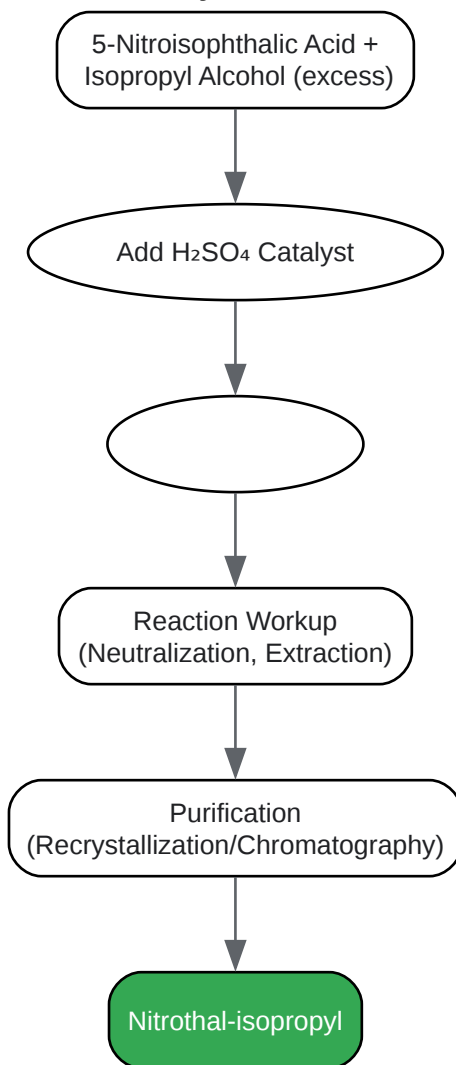 5-Nitroisophthalic Acid +
Isopropyl Alcohol (excess)
Add H₂SO₄ Catalyst
Reaction Workup
(Neutralization, Extraction)
Purification
(Recrystallization/Chromatography)
Nitrothal-isopropyl